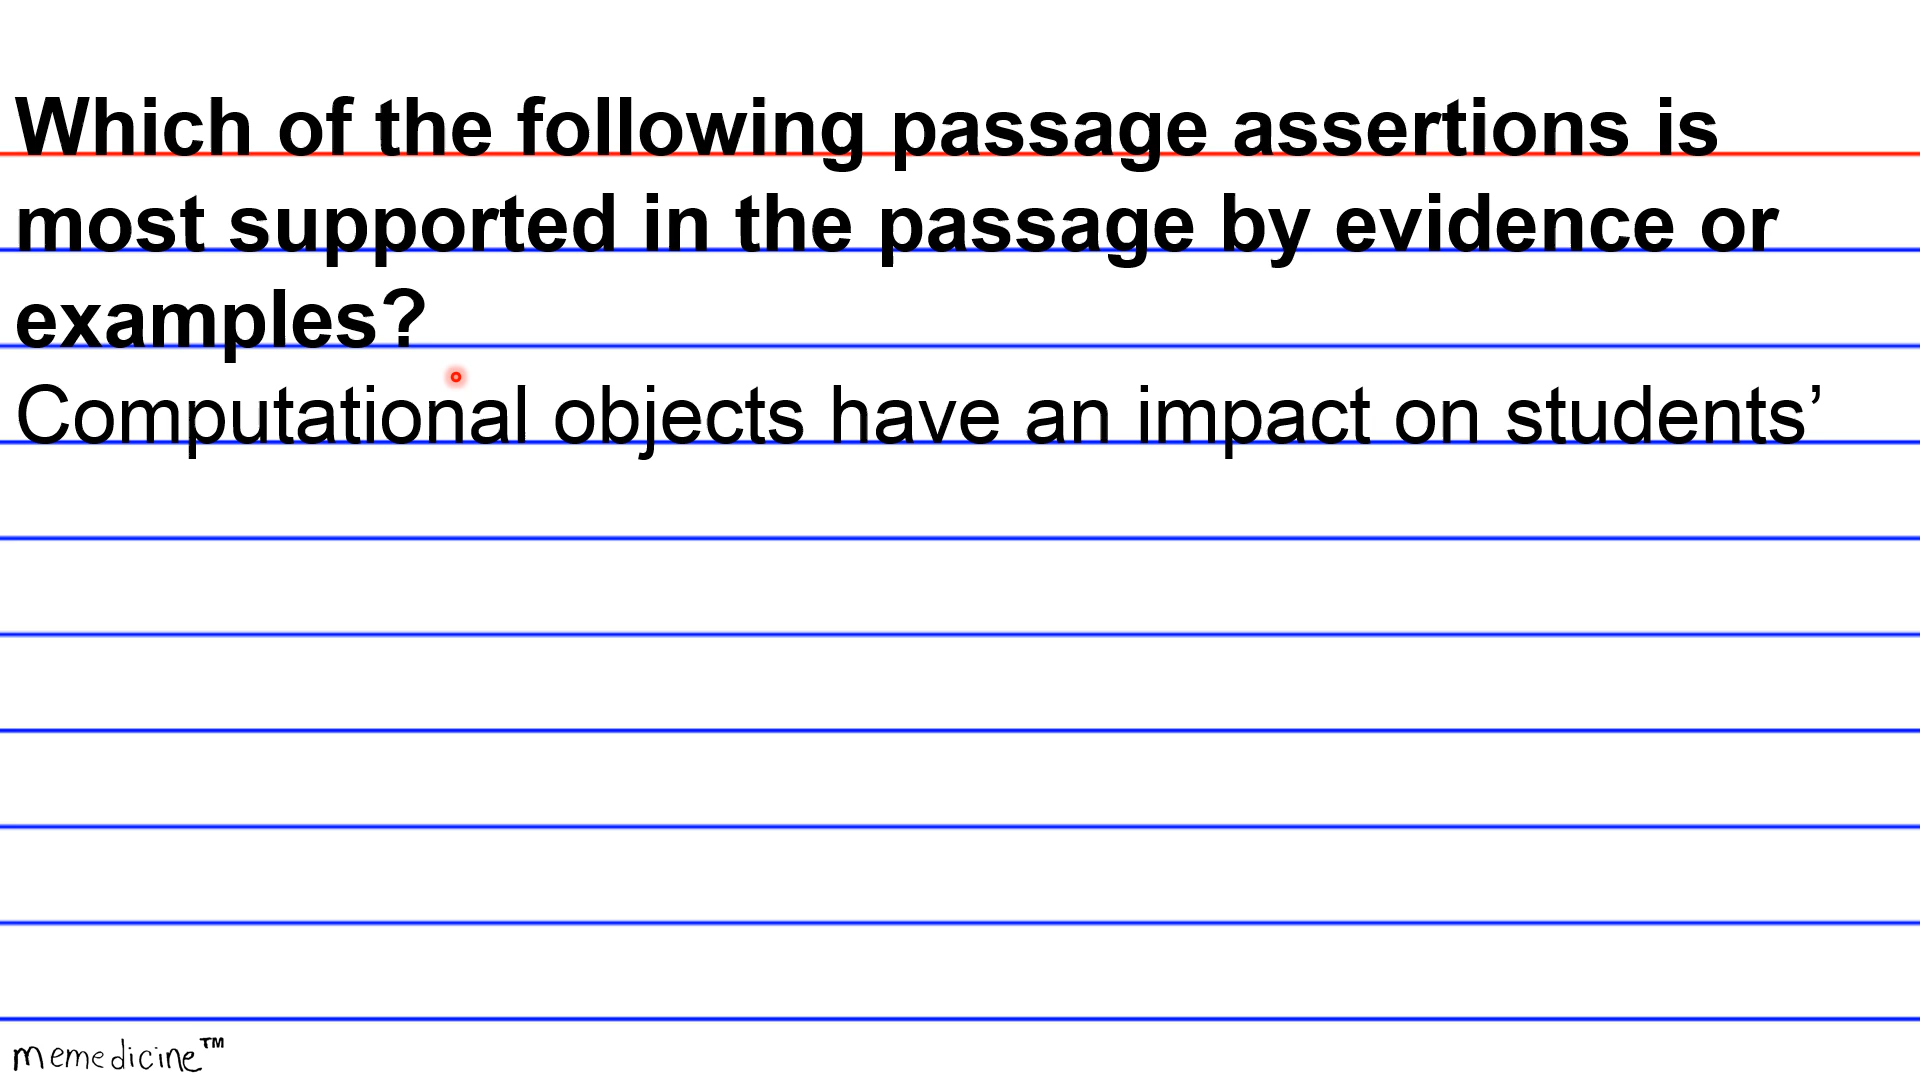 Which of the following passage assertions is
most supported in the passage by evidence or
examples?
Computational objects have an impact on students’
memedicine™